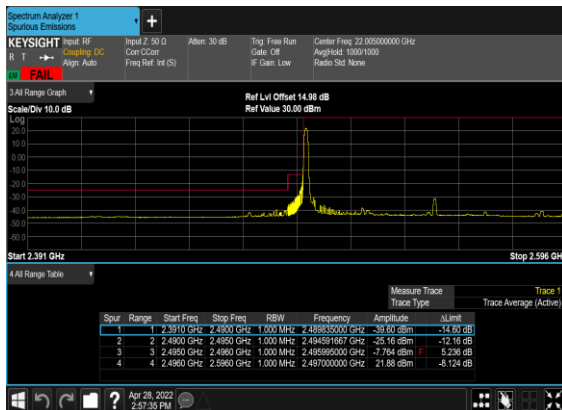 Spectrum Analyzer 1
Spurious Emissions
KEYSIGHT Input: RF Input Z: 50 Ω Atten: 30 dB Trig: Free Run Center Freq: 22.005000000 GHz
R T Coupling: DC Corr CCorr Gate: Off Avg|Hold: 1000/1000
Align: Auto Freq Ref: Int (S) IF Gain: Low Radio Std: None
FAIL
3 All Range Graph
Ref Lvl Offset 14.98 dB
Scale/Div 10.0 dB Ref Value 30.00 dBm
Log
20.0
10.0
0.00
-10.0
-20.0
-30.0
-40.0
-50.0
-60.0
Start 2.391 GHz Stop 2.596 GH
4 All Range Table
Measure Trace Trace 1
Trace Type Trace Average (Active)
Spur Range Start Freq Stop Freq RBW Frequency Amplitude ΔLimit
1 1 2.3910 GHz 2.4900 GHz 1.000 MHz 2.489835000 GHz -39.60 dBm -14.60 dB
2 2 2.4900 GHz 2.4950 GHz 1.000 MHz 2.494591667 GHz -25.16 dBm -12.16 dB
3 3 2.4950 GHz 2.4960 GHz 1.000 MHz 2.495995000 GHz -7.764 dBm F 5.236 dB
4 4 2.4960 GHz 2.5960 GHz 1.000 MHz 2.497000000 GHz 21.88 dBm -8.124 dB
? Apr 28, 2022
2:57:35 PM